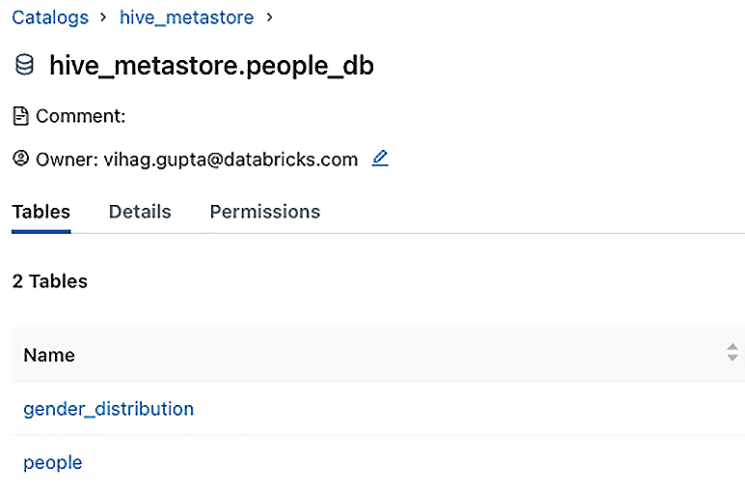 Catalogs › hive_metastore ›
hive_metastore.people_db
Comment:
Owner: vihag.gupta@databricks.com
Tables Details Permissions
2 Tables
Name
gender_distribution
people